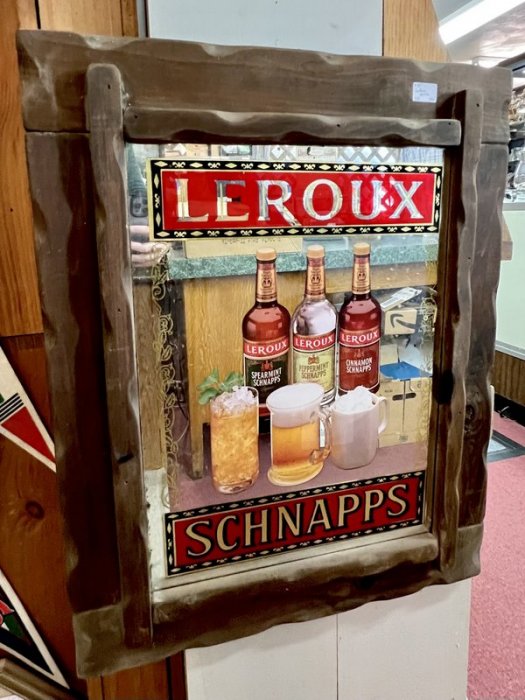 LEROUX
LEROUX
SPEARMINT
SCHNAPPS
LEROUX
PEPPERMINT
SCHNAPPS
LEROUX
CINNAMON
SCHNAPPS
SCHNAPPS